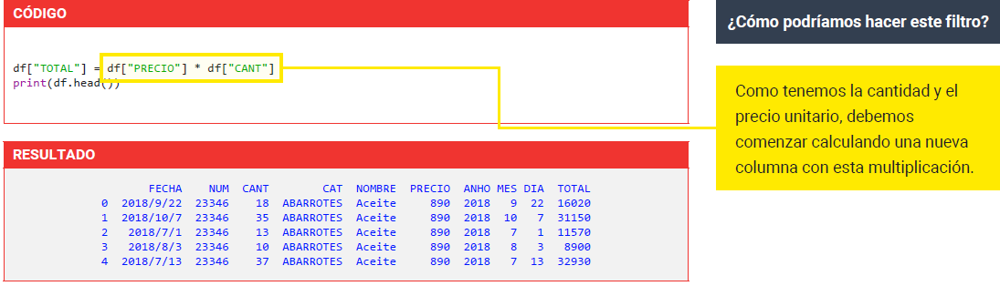 CÓDIGO
df["TOTAL"] = df["PRECIO"] * df["CANT"]
print(df.head())
¿Cómo podríamos hacer este filtro?
Como tenemos la cantidad y el
precio unitario, debemos
comenzar calculando una nueva
columna con esta multiplicación.
RESULTADO
FECHA NUM CANT CAT NOMBRE PRECIO ANHO MES DIA TOTAL
0 2018/9/22 23346 18 ABARROTES Aceite 890 2018 9 22 16020
1 2018/10/7 23346 35 ABARROTES Aceite 890 2018 10 7 31150
2 2018/7/1 23346 13 ABARROTES Aceite 890 2018 7 1 11570
3 2018/8/3 23346 10 ABARROTES Aceite 890 2018 8 3 8900
4 2018/7/13 23346 37 ABARROTES Aceite 890 2018 7 13 32930